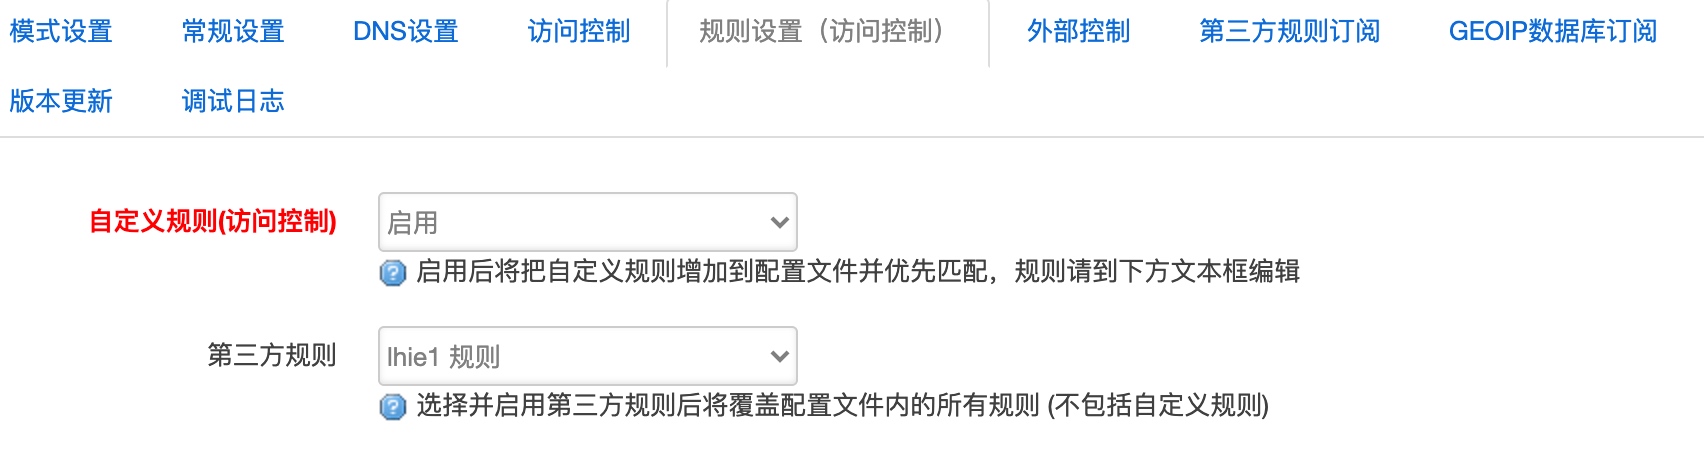 模式设置 常规设置 DNS设置 访问控制 规则设置（访问控制） 外部控制 第三方规则订阅 GEOIP数据库订阅
版本更新 调试日志
自定义规则(访问控制) 启用
启用后将把自定义规则增加到配置文件并优先匹配，规则请到下方文本框编辑
第三方规则 lhie1 规则
选择并启用第三方规则后将覆盖配置文件内的所有规则 (不包括自定义规则)